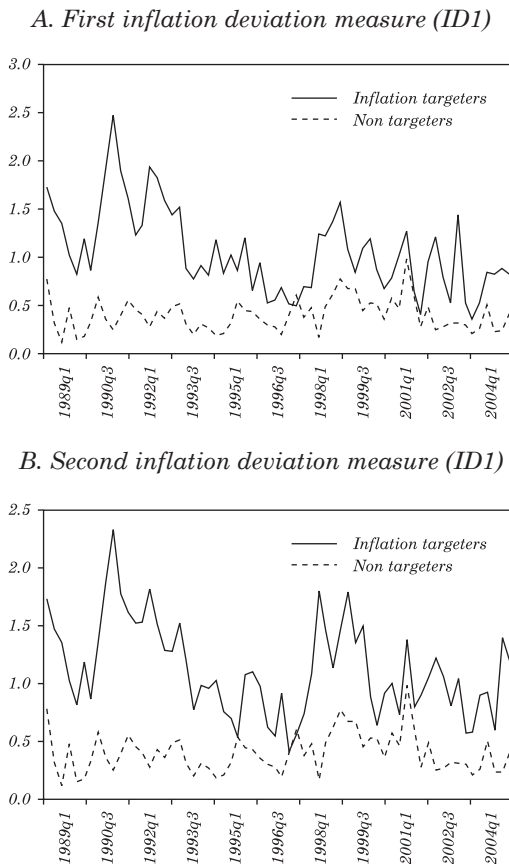 A. First inflation deviation measure (ID1)
3.0
Inflation targeters
2.5
Non targeters
2.0
1.5
1.0
0.5
0.0
1989q1
1990q3
1992q1
1993q3
1995q1
1996q3
1998q1
1999q3
2001q1
2002q3
2004q1
B. Second inflation deviation measure (ID1)
2.5
Inflation targeters
Non targeters
2.0
1.5
1.0
0.5
0.0
1989q1
1990q3
1992q1
1993q3
1995q1
1996q3
1998q1
1999q3
2001q1
2002q3
2004q1